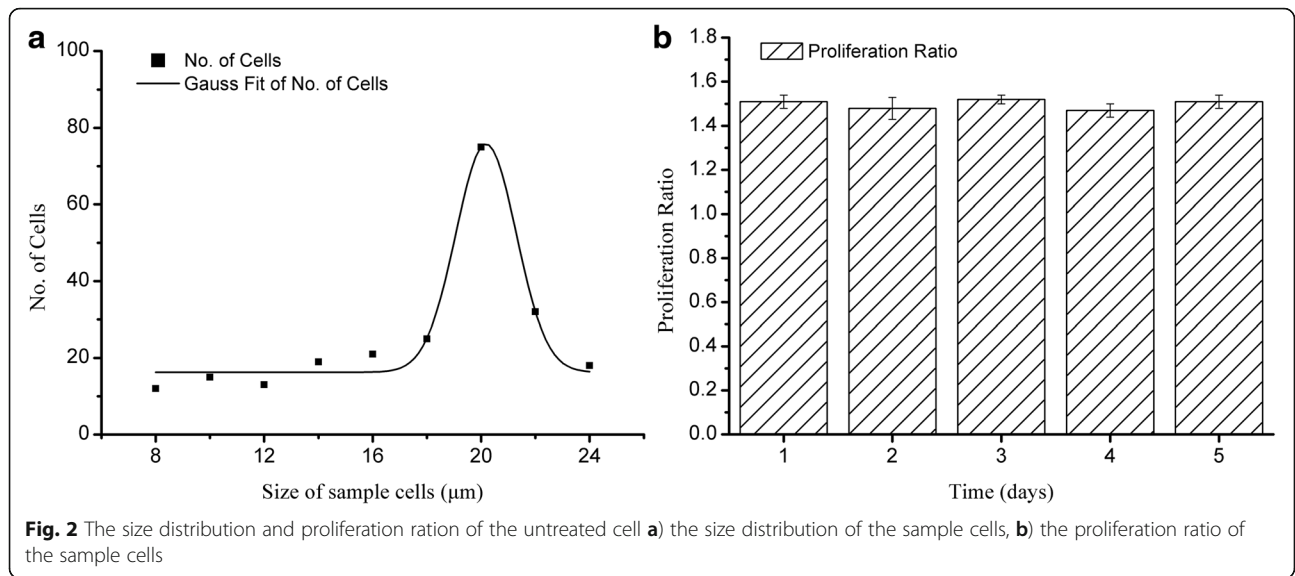 a
100
80
60
40
20
0
No. of Cells
No. of Cells
Gauss Fit of No. of Cells
8 12 16 20 24
Size of sample cells (μm)
b
1.8
1.6
1.4
1.2
1.0
0.8
0.6
0.4
0.2
0.0
Proliferation Ratio
Proliferation Ratio
1 2 3 4 5
Time (days)
Fig. 2 The size distribution and proliferation ration of the untreated cell a) the size distribution of the sample cells, b) the proliferation ratio of
the sample cells